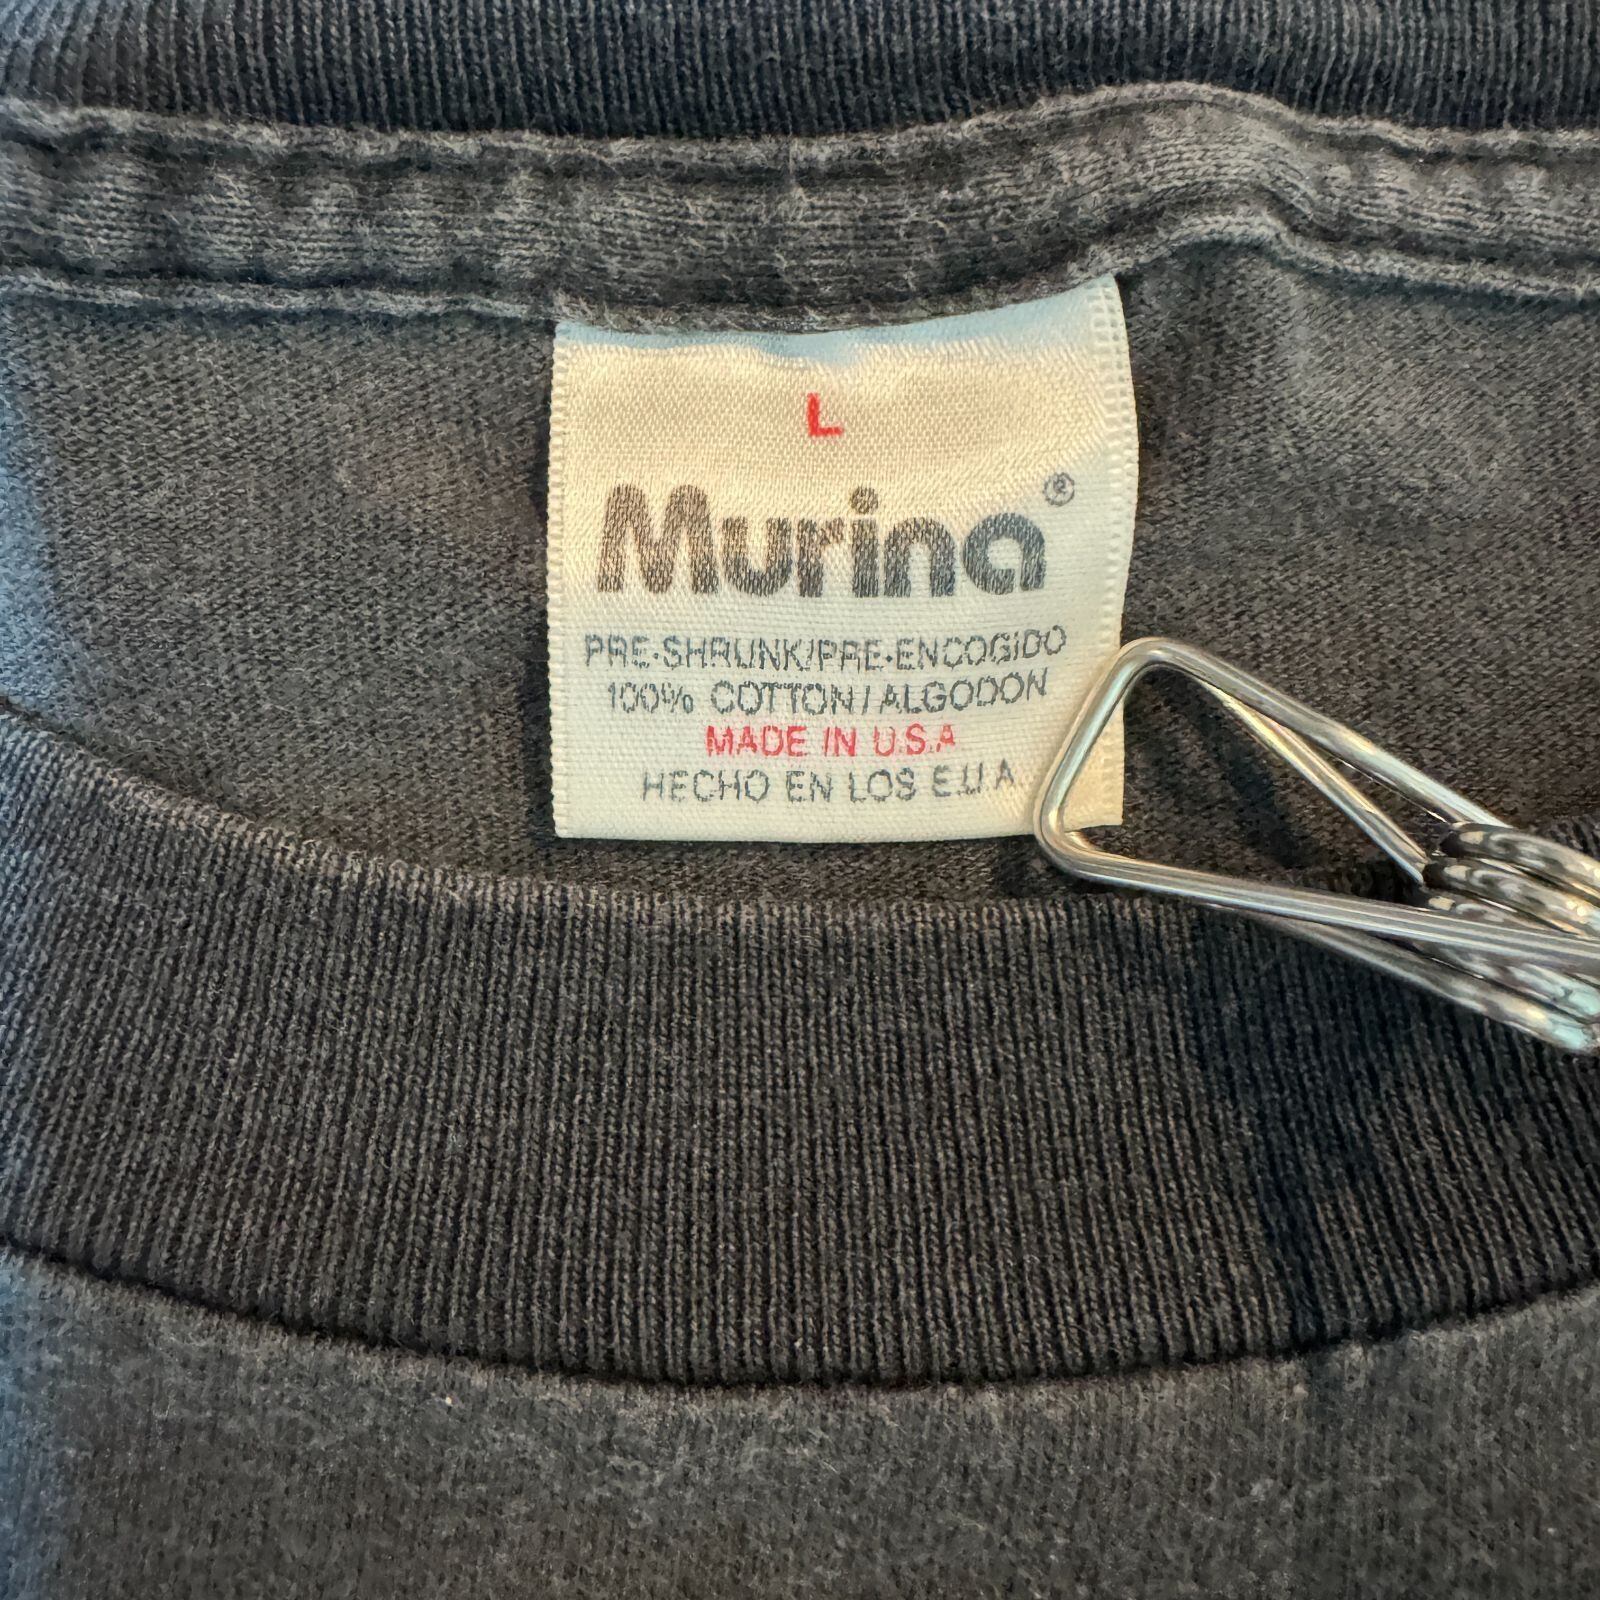 L
Murina®
PRE-SHRUNK/PRE-ENCOGIDO
100% COTTON/ALGODON
MADE IN U.S.A
HECHO EN LOS E.U.A.